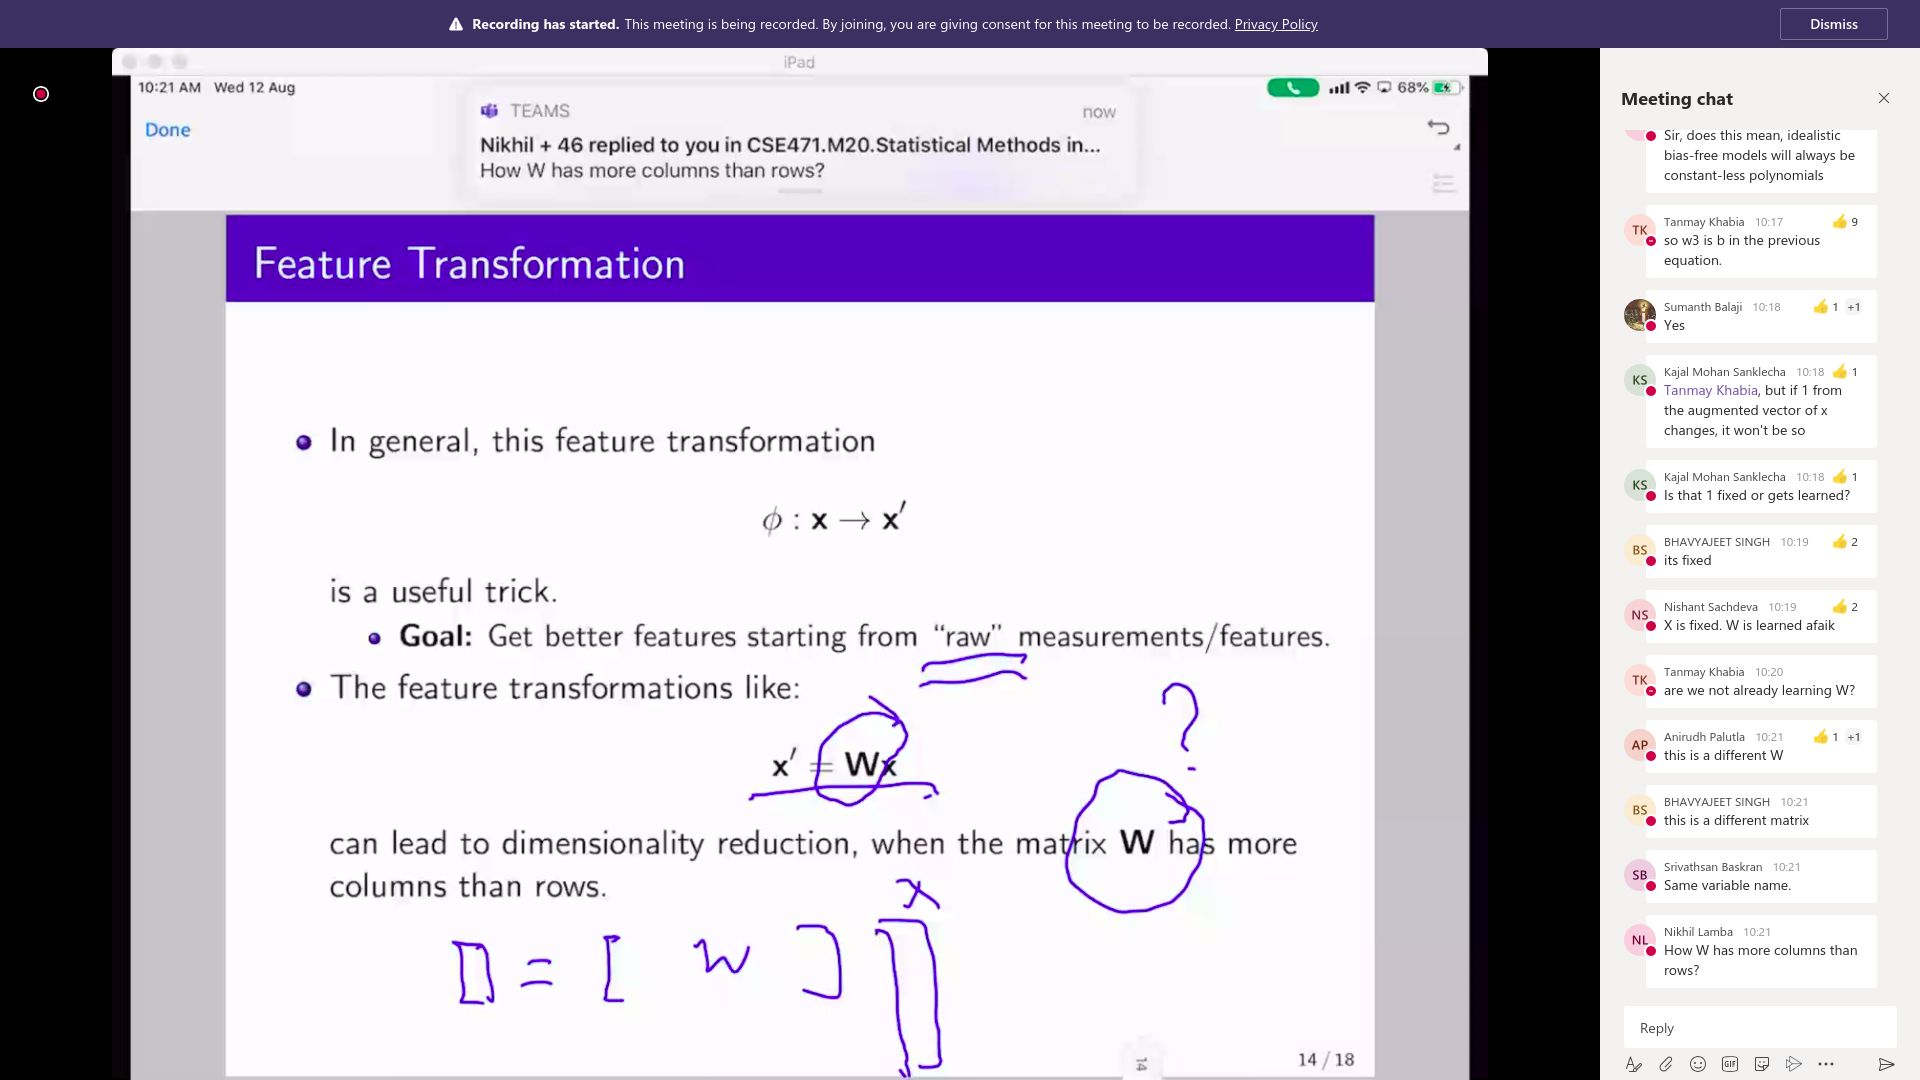 Recording has started. This meeting is being recorded. By joining, you are giving consent for this meeting to be recorded. Privacy Policy
Dismiss
iPad
10:21 AM Wed 12 Aug
68%
TEAMS
now
Nikhil + 46 replied to you in CSE471.M20.Statistical Methods in...
How W has more columns than rows?
Done
Feature Transformation
In general, this feature transformation
ϕ : x → x′
is a useful trick.
Goal: Get better features starting from “raw” measurements/features.
The feature transformations like:
?
x′ = Wx
can lead to dimensionality reduction, when the matrix W has more
columns than rows.
x
[] = [ W ] []
14
14 / 18
Meeting chat
Sir, does this mean, idealistic
bias-free models will always be
constant-less polynomials
TK
Tanmay Khabia 10:17
👍 9
so w3 is b in the previous
equation.
Sumanth Balaji 10:18
👍 1 +1
Yes
KS
Kajal Mohan Sanklecha 10:18
👍 1
Tanmay Khabia, but if 1 from
the augmented vector of x
changes, it won't be so
KS
Kajal Mohan Sanklecha 10:18
👍 1
Is that 1 fixed or gets learned?
BS
BHAVYAJEET SINGH 10:19
👍 2
its fixed
NS
Nishant Sachdeva 10:19
👍 2
X is fixed. W is learned afaik
TK
Tanmay Khabia 10:20
are we not already learning W?
AP
Anirudh Palutla 10:21
👍 1 +1
this is a different W
BS
BHAVYAJEET SINGH 10:21
this is a different matrix
SB
Srivathsan Baskran 10:21
Same variable name.
NL
Nikhil Lamba 10:21
How W has more columns than
rows?
Reply
GIF